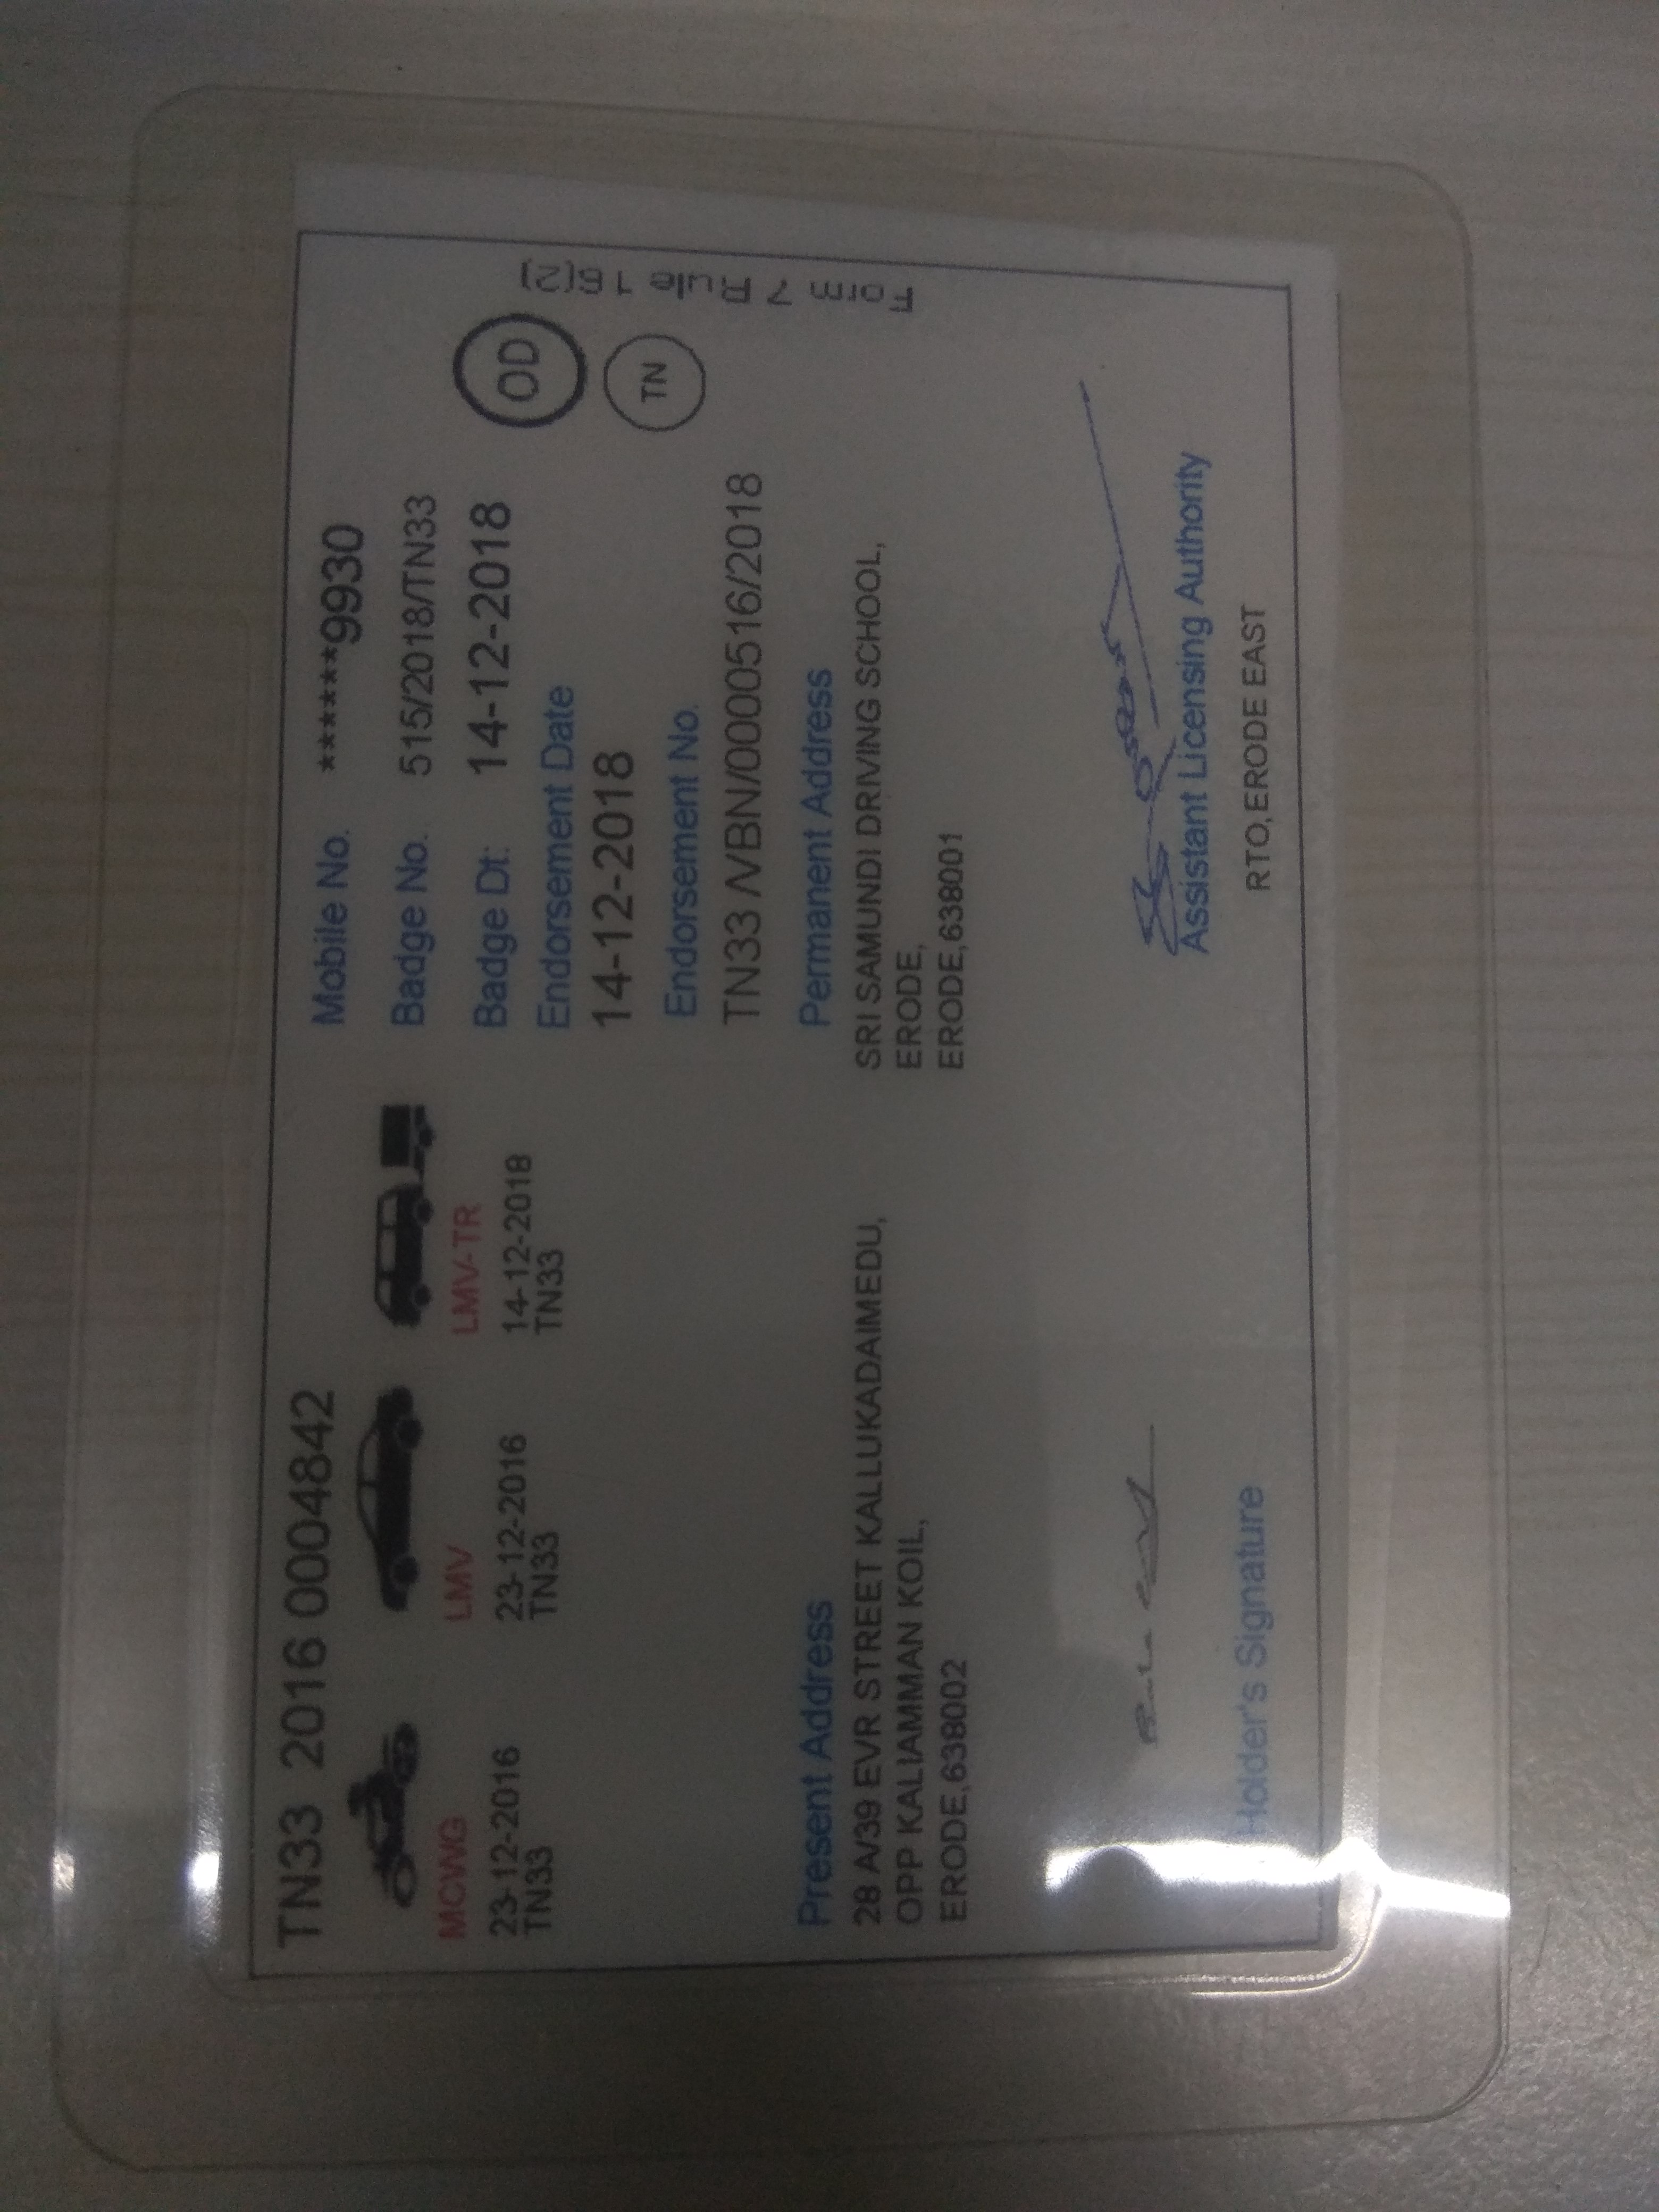 TN33 2016 0004842
MCWG
23-12-2016
TN33
LMV
23-12-2016
TN33
LMV-TR
14-12-2018
TN33
Mobile No. ******9930
Badge No. 515/2018/TN33
Badge Dt: 14-12-2018
Endorsement Date
14-12-2018
Endorsement No.
TN33 /VBN/0000516/2018
OD
TN
Form 7 Rule 16(2)
Present Address
28 A/39 EVR STREET KALLUKADAIMEDU,
OPP KALIAMMAN KOIL,
ERODE,638002
Permanent Address
SRI SAMUNDI DRIVING SCHOOL,
ERODE,
ERODE,638001
Holder's Signature
Assistant Licensing Authority
RTO,ERODE EAST